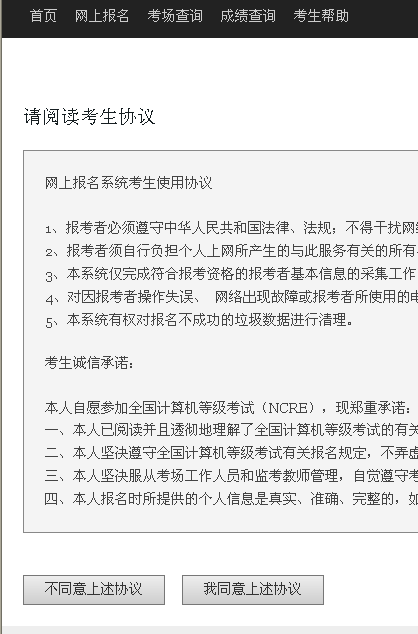 首页 网上报名 考场查询 成绩查询 考生帮助
请阅读考生协议
网上报名系统考生使用协议
1、报考者必须遵守中华人民共和国法律、法规；不得干扰网络
2、报考者须自行负担个人上网所产生的与此服务有关的所有
3、本系统仅完成符合报考资格的报考者基本信息的采集工作
4、对因报考者操作失误、 网络出现故障或报考者所使用的电
5、本系统有权对报名不成功的垃圾数据进行清理。
考生诚信承诺：
本人自愿参加全国计算机等级考试（NCRE），现郑重承诺：
一、本人已阅读并且透彻地理解了全国计算机等级考试的有关
二、本人坚决遵守全国计算机等级考试有关报名规定，不弄虚
三、本人坚决服从考场工作人员和监考教师管理，自觉遵守考
四、本人报名时所提供的个人信息是真实、准确、完整的，如
不同意上述协议 我同意上述协议